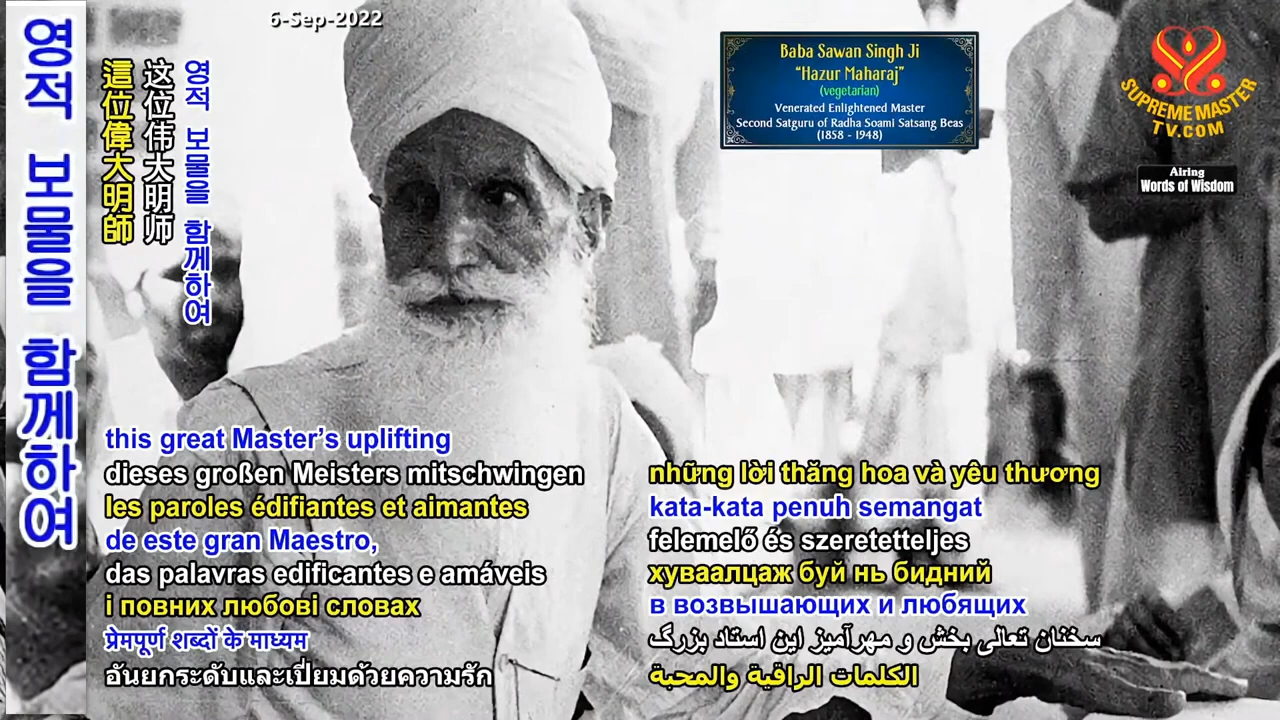 6-Sep-2022
영적 보물을 함께하여
這位偉大明師
这位伟大明师
영적 보물을 함께하여
Baba Sawan Singh Ji
“Hazur Maharaj”
(vegetarian)
Venerated Enlightened Master
Second Satguru of Radha Soami Satsang Beas
(1858 - 1948)
SUPREME MASTER
TV.COM
Airing
Words of Wisdom
this great Master’s uplifting
dieses großen Meisters mitschwingen
les paroles édifiantes et aimantes
de este gran Maestro,
das palavras edificantes e amáveis
і повних любові словах
प्रेमपूर्ण शब्दों के माध्यम
อันยกระดับและเปี่ยมด้วยความรัก
những lời thăng hoa và yêu thương
kata-kata penuh semangat
felemelő és szeretetteljes
хуваалцаж буй нь бидний
в возвышающих и любящих
سخنان تعالی بخش و مهرآمیز این استاد بزرگ
الكلمات الراقية والمحبة